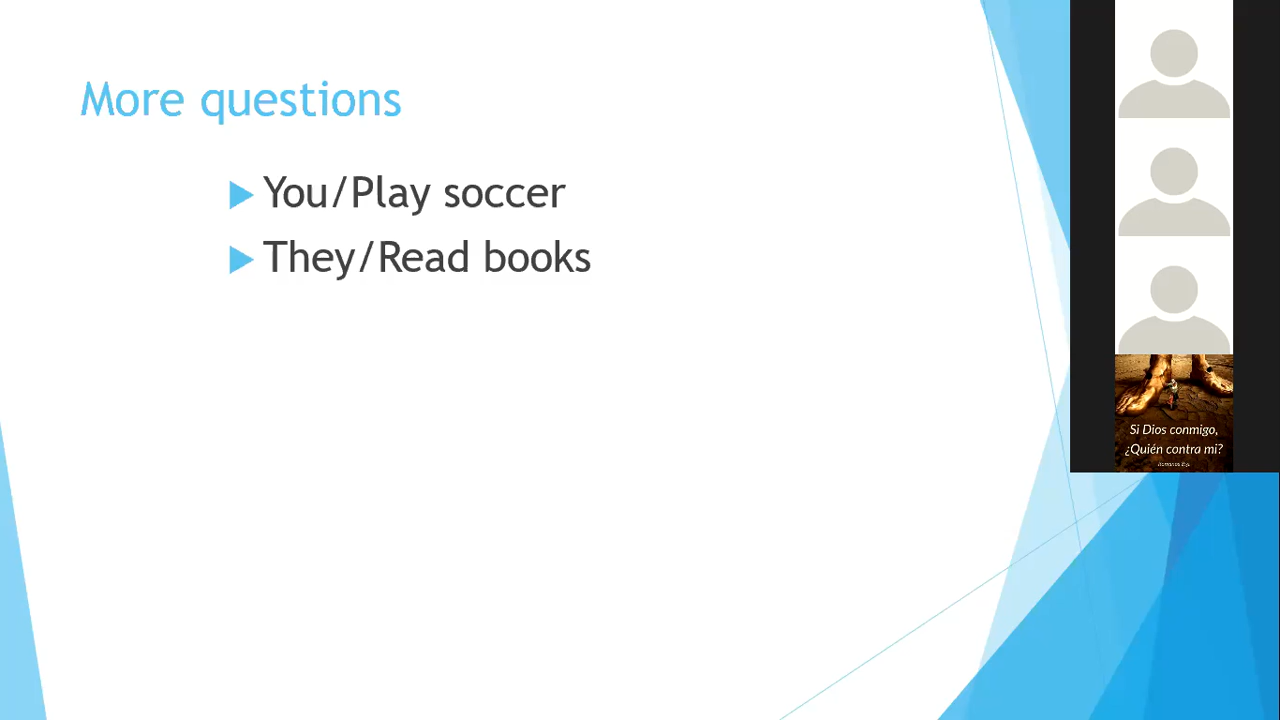 More questions
You/Play soccer
They/Read books
Si Dios conmigo,
¿Quién contra mi?